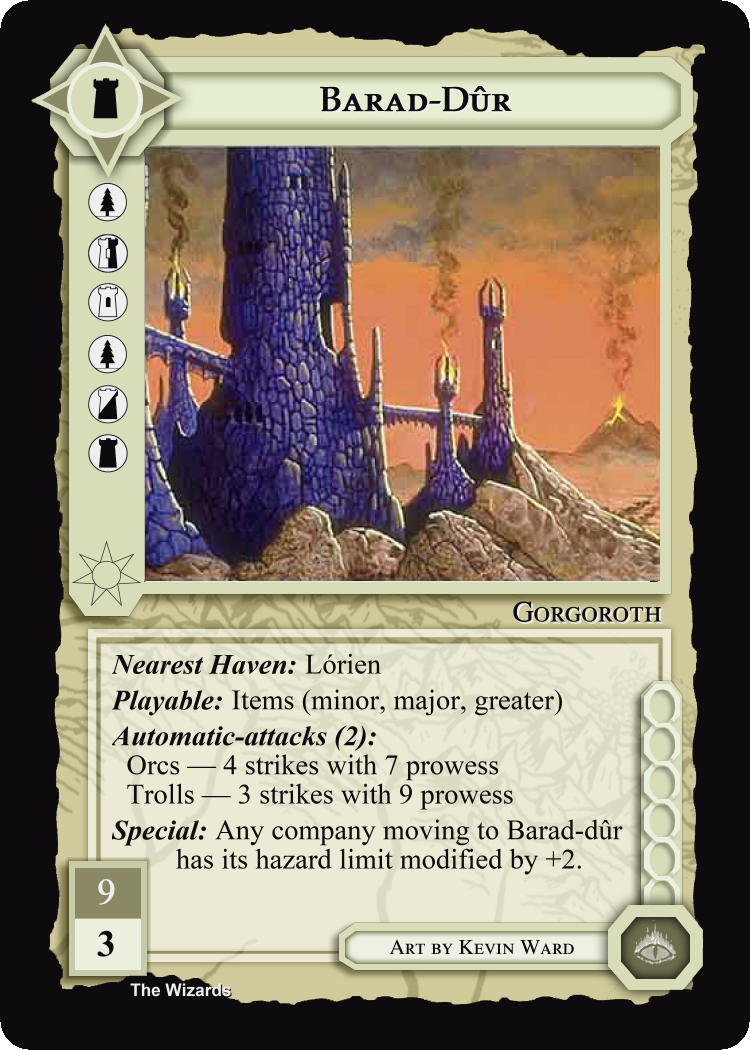 Barad-Dûr
Gorgoroth
Nearest Haven: Lórien
Playable: Items (minor, major, greater)
Automatic-attacks (2):
Orcs — 4 strikes with 7 prowess
Trolls — 3 strikes with 9 prowess
Special: Any company moving to Barad-dûr
has its hazard limit modified by +2.
9
3
Art by Kevin Ward
The Wizards